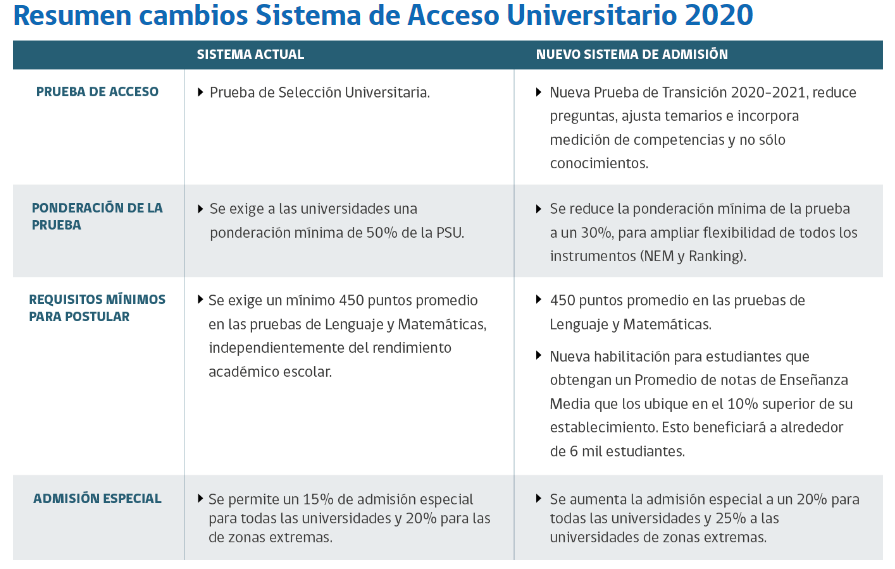 Resumen cambios Sistema de Acceso Universitario 2020
SISTEMA ACTUAL
NUEVO SISTEMA DE ADMISIÓN
PRUEBA DE ACCESO
Prueba de Selección Universitaria.
Nueva Prueba de Transición 2020-2021, reduce
preguntas, ajusta temarios e incorpora
medición de competencias y no sólo
conocimientos.
PONDERACIÓN DE LA
PRUEBA
Se exige a las universidades una
ponderación mínima de 50% de la PSU.
Se reduce la ponderación mínima de la prueba
a un 30%, para ampliar flexibilidad de todos los
instrumentos (NEM y Ranking).
REQUISITOS MÍNIMOS
PARA POSTULAR
Se exige un mínimo 450 puntos promedio
en las pruebas de Lenguaje y Matemáticas,
independientemente del rendimiento
académico escolar.
450 puntos promedio en las pruebas de
Lenguaje y Matemáticas.
Nueva habilitación para estudiantes que
obtengan un Promedio de notas de Enseñanza
Media que los ubique en el 10% superior de su
establecimiento. Esto beneficiará a alrededor
de 6 mil estudiantes.
ADMISIÓN ESPECIAL
Se permite un 15% de admisión especial
para todas las universidades y 20% para las
de zonas extremas.
Se aumenta la admisión especial a un 20% para
todas las universidades y 25% a las
universidades de zonas extremas.